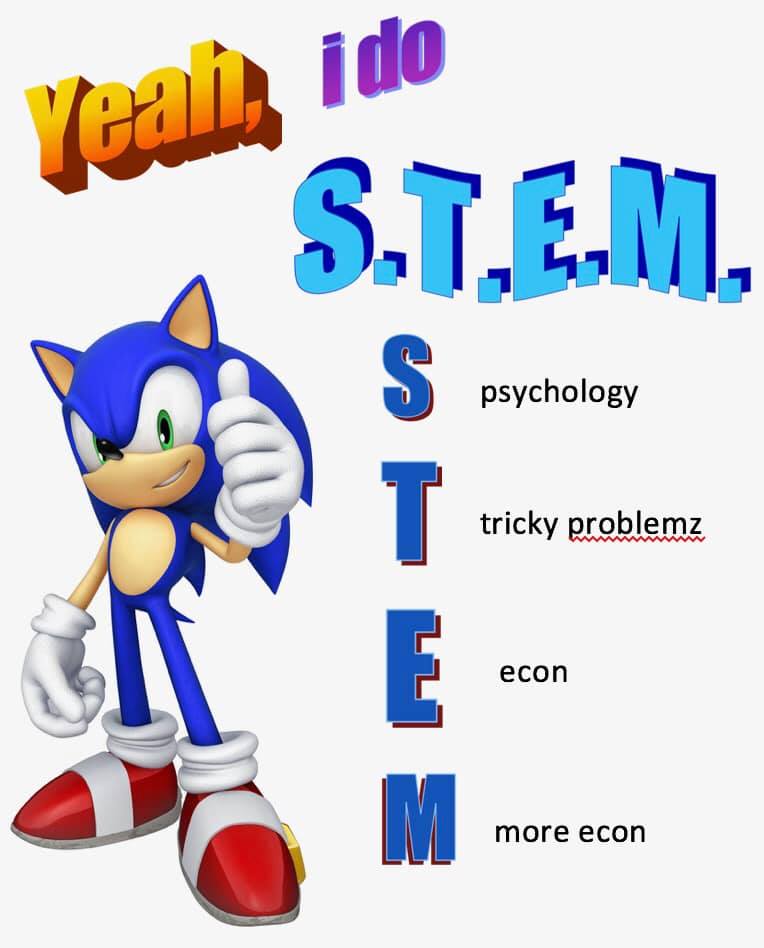 Yeah, i do
S.T.E.M.
S psychology
T tricky problemz
E econ
M more econ